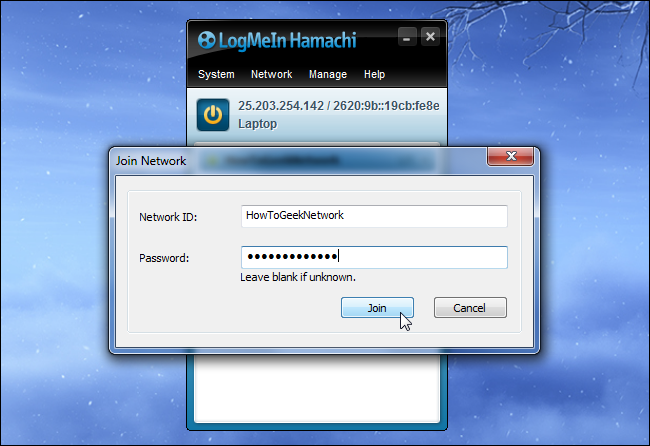 LogMeIn Hamachi
System Network Manage Help
25.203.254.142 / 2620:9b::19cb:fe8e
Laptop
Join Network
Network ID: HowToGeekNetwork
Password: •••••••••••••
Leave blank if unknown.
Join Cancel